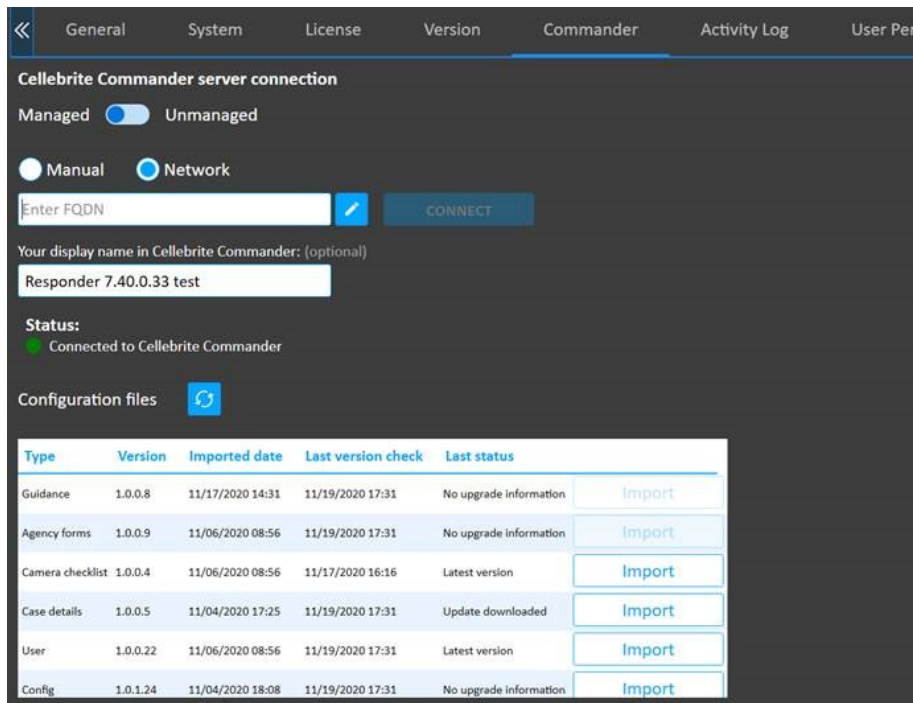 General System License Version Commander Activity Log User Per
Cellebrite Commander server connection
Managed Unmanaged
Manual Network
Enter FQDN CONNECT
Your display name in Cellebrite Commander: (optional)
Responder 7.40.0.33 test
Status:
Connected to Cellebrite Commander
Configuration files
Type Version Imported date Last version check Last status
Guidance 1.0.0.8 11/17/2020 14:31 11/19/2020 17:31 No upgrade information Import
Agency forms 1.0.0.9 11/06/2020 08:56 11/19/2020 17:31 No upgrade information Import
Camera checklist 1.0.0.4 11/06/2020 08:56 11/17/2020 16:16 Latest version Import
Case details 1.0.0.5 11/04/2020 17:25 11/19/2020 17:31 Update downloaded Import
User 1.0.0.22 11/06/2020 08:56 11/19/2020 17:31 Latest version Import
Config 1.0.1.24 11/04/2020 18:08 11/19/2020 17:31 No upgrade information Import